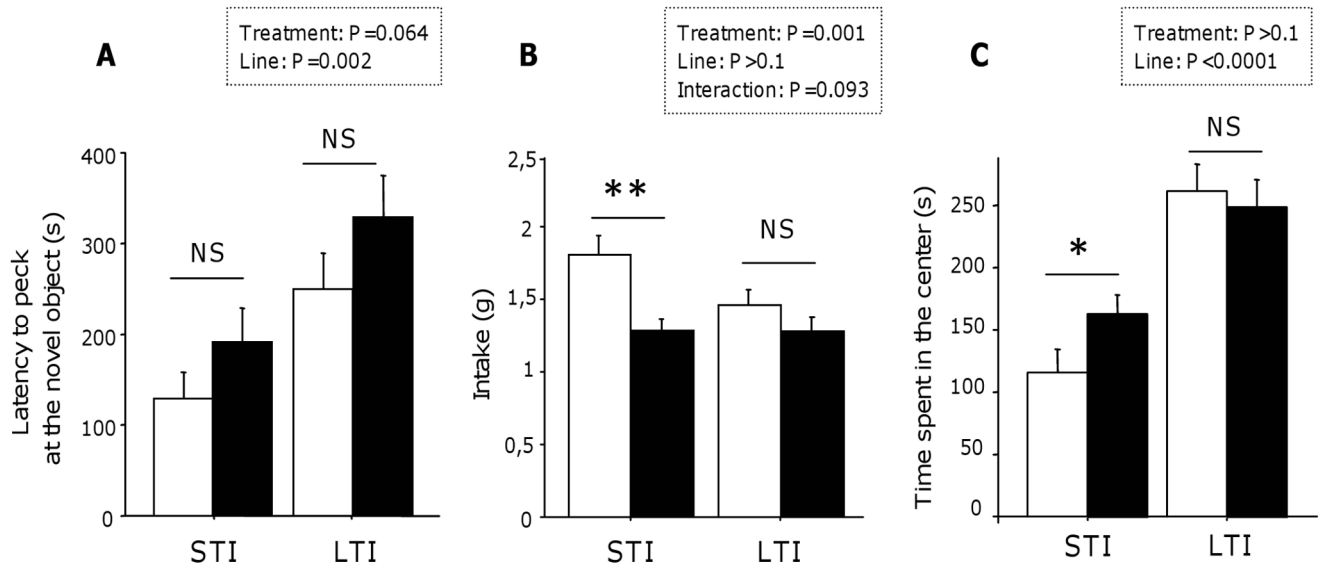 A
Treatment: P=0.064
Line: P=0.002
NS
NS
Latency to peck
at the novel object (s)
400
300
200
100
0
STI
LTI
B
Treatment: P=0.001
Line: P>0.1
Interaction: P=0.093
**
NS
Intake (g)
2,5
2
1,5
1
0,5
0
STI
LTI
C
Treatment: P>0.1
Line: P<0.0001
NS
*
Time spent in the center (s)
250
200
150
100
50
0
STI
LTI